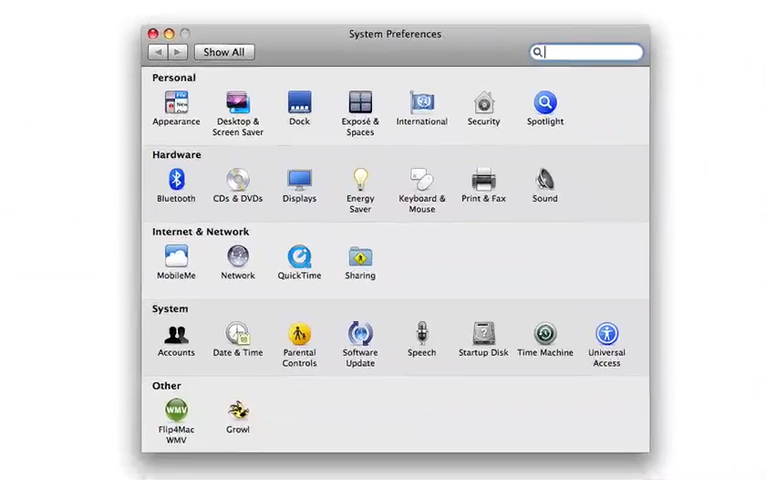 System Preferences
Show All
Personal
Appearance
Desktop &
Screen Saver
Dock
Exposé &
Spaces
International
Security
Spotlight
Hardware
Bluetooth
CDs & DVDs
Displays
Energy
Saver
Keyboard &
Mouse
Print & Fax
Sound
Internet & Network
MobileMe
Network
QuickTime
Sharing
System
Accounts
Date & Time
Parental
Controls
Software
Update
Speech
Startup Disk
Time Machine
Universal
Access
Other
WMV
Flip4Mac
WMV
Growl